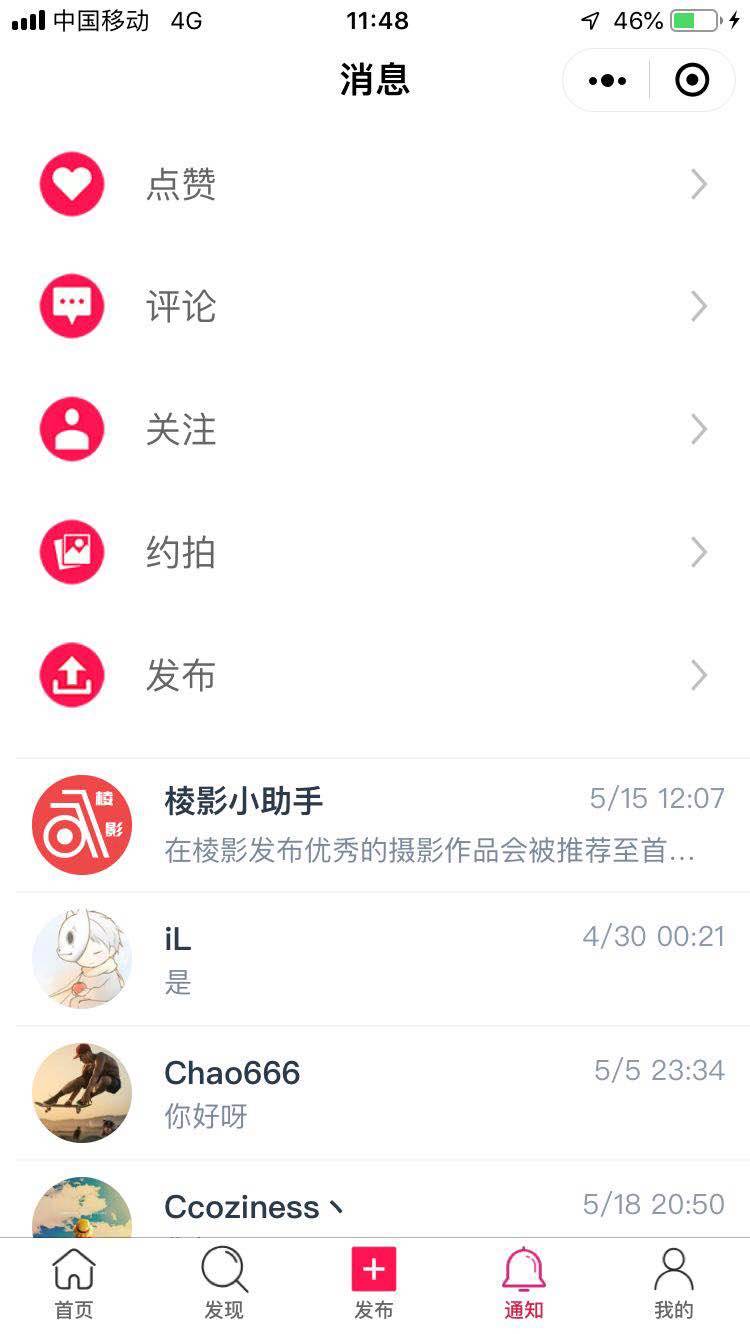 中国移动 4G 11:48 46%
消息
点赞
评论
关注
约拍
发布
棱影
棱影小助手 5/15 12:07
在棱影发布优秀的摄影作品会被推荐至首...
iL 4/30 00:21
是
Chao666 5/5 23:34
你好呀
Ccoziness丶 5/18 20:50
首页 发现 发布 通知 我的